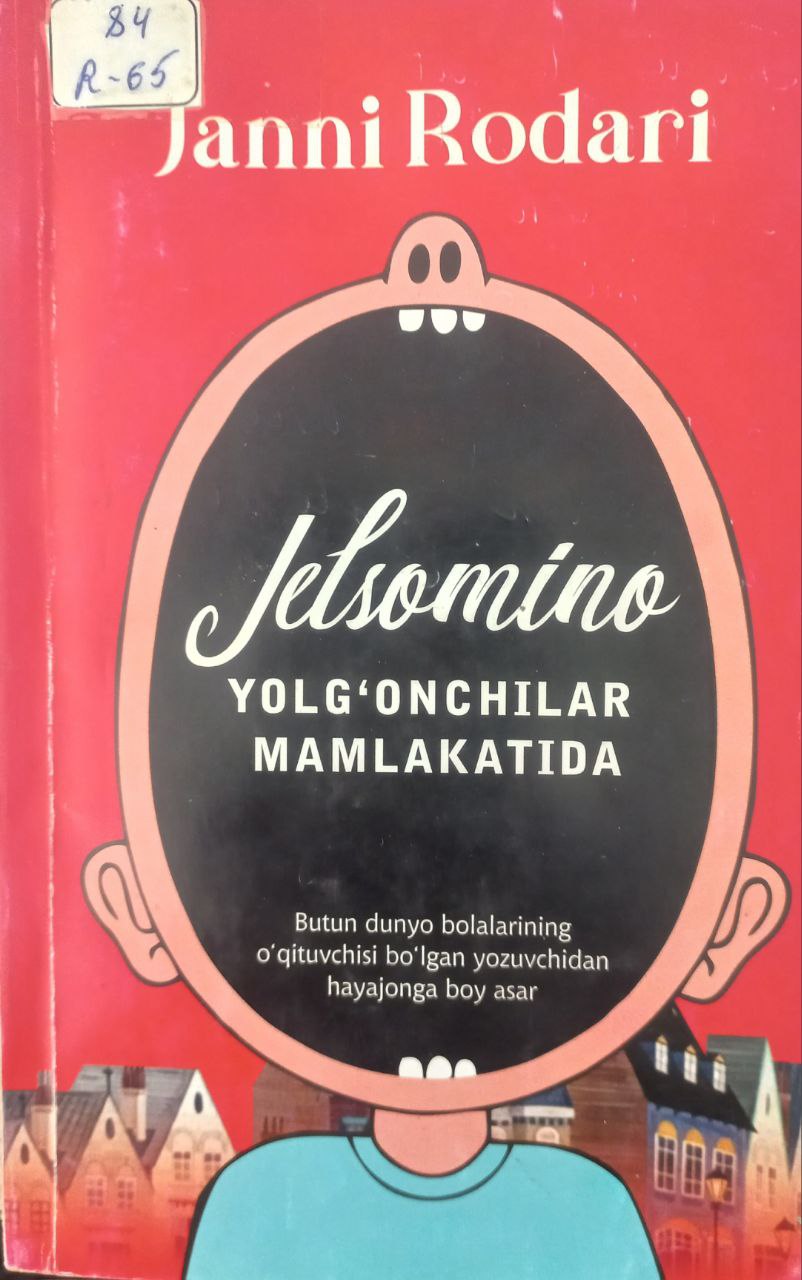 84
R-65
Janni Rodari
Jelsomino
YOLG‘ONCHILAR
MAMLAKATIDA
Butun dunyo bolalarining
o‘qituvchisi bo‘lgan yozuvchidan
hayajonga boy asar